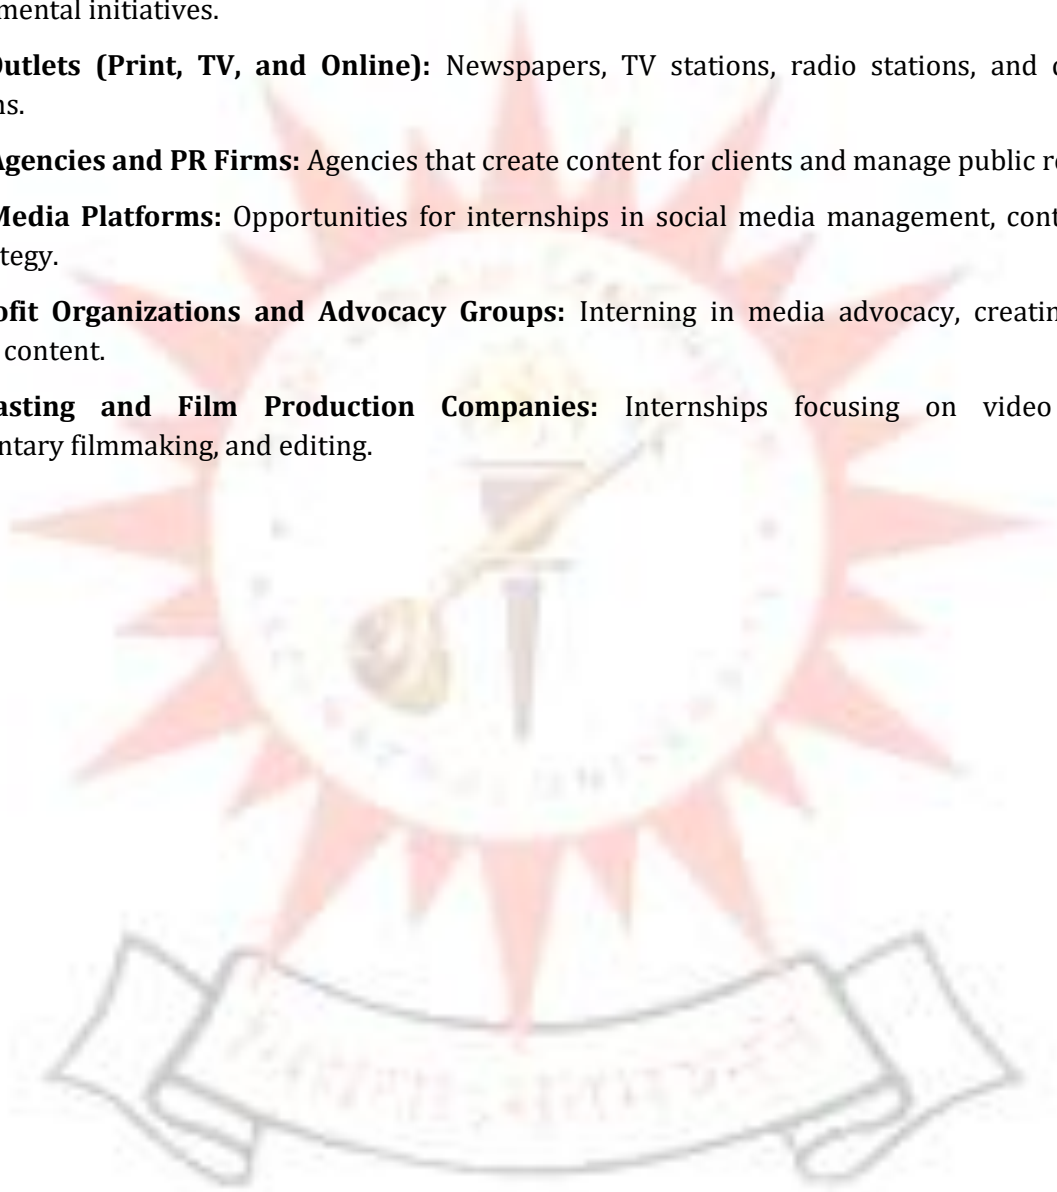 mental initiatives.
Outlets (Print, TV, and Online): Newspapers, TV stations, radio stations, and
ns.
Agencies and PR Firms: Agencies that create content for clients and manage public
Media Platforms: Opportunities for internships in social media management,
tegy.
ofit Organizations and Advocacy Groups: Interning in media advocacy,
content.
asting and Film Production Companies: Internships focusing on video
ntary filmmaking, and editing.